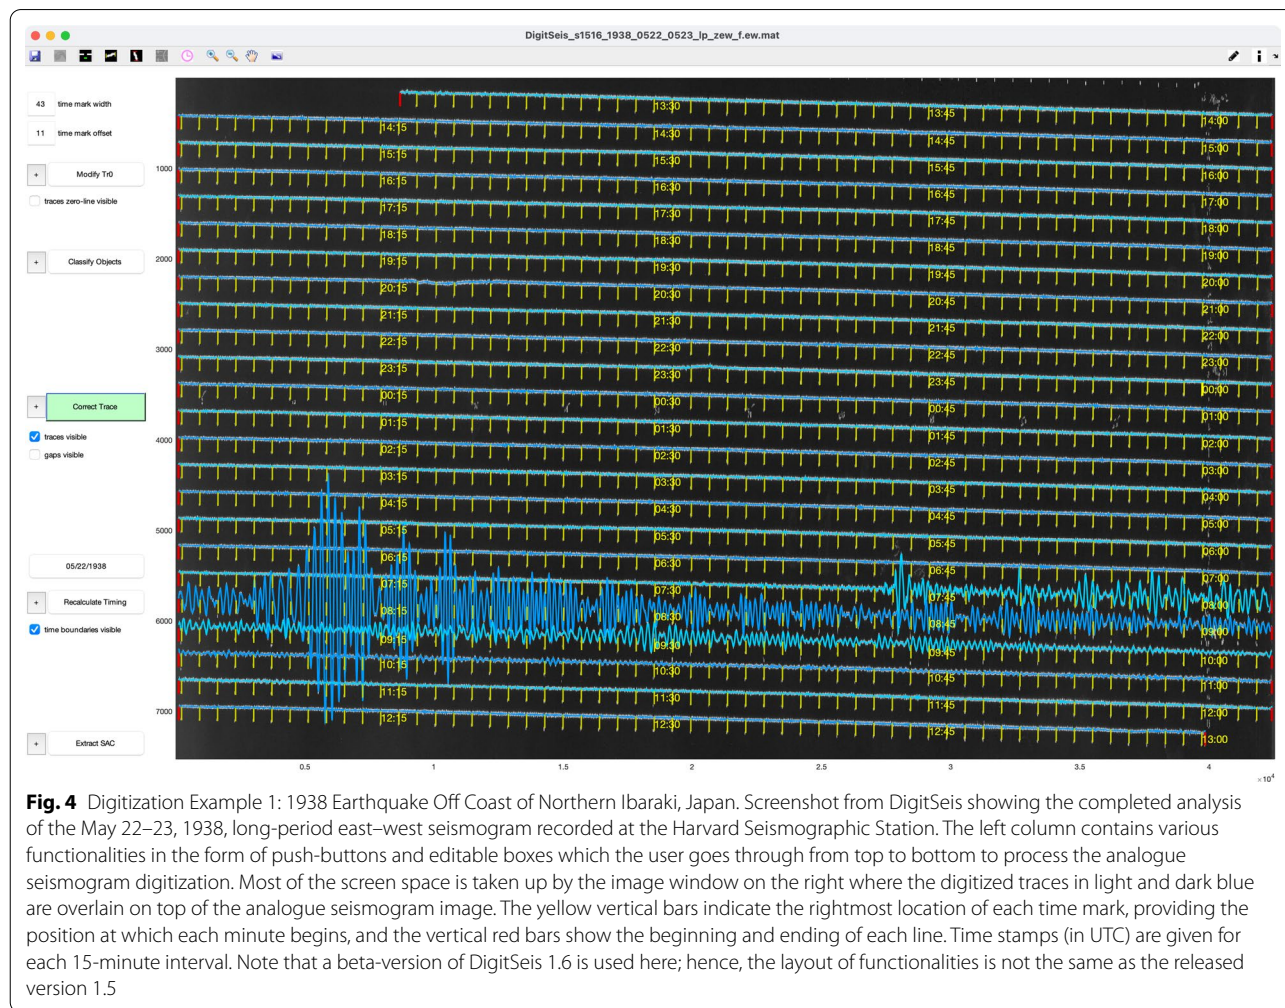 DigitSeis_s1516_1938_0522_0523_lp_zew_f.ew.mat
43 time mark width
11 time mark offset
+ Modify Tr0
traces zero-line visible
+ Classify Objects
+ Correct Trace
traces visible
gaps visible
05/22/1938
+ Recalculate Timing
time boundaries visible
+ Extract SAC
1000
2000
3000
4000
5000
6000
7000
13:30 13:45 14:00
14:15 14:30 14:45 15:00
15:15 15:30 15:45 16:00
16:15 16:30 16:45 17:00
17:15 17:30 17:45 18:00
18:15 18:30 18:45 19:00
19:15 19:30 19:45 20:00
20:15 20:30 20:45 21:00
21:15 21:30 21:45 22:00
22:15 22:30 22:45 23:00
23:15 23:30 23:45 00:00
00:15 00:30 00:45 01:00
01:15 01:30 01:45 02:00
02:15 02:30 02:45 03:00
03:15 03:30 03:45 04:00
04:15 04:30 04:45 05:00
05:15 05:30 05:45 06:00
06:15 06:30 06:45 07:00
07:15 07:30 07:45 08:00
08:15 08:30 08:45 09:00
09:15 09:30 09:45 10:00
10:15 10:30 10:45 11:00
11:15 11:30 11:45 12:00
12:15 12:30 12:45 13:00
0.5 1 1.5 2 2.5 3 3.5 4
×10⁴
Fig. 4 Digitization Example 1: 1938 Earthquake Off Coast of Northern Ibaraki, Japan. Screenshot from DigitSeis showing the completed analysis
of the May 22–23, 1938, long-period east–west seismogram recorded at the Harvard Seismographic Station. The left column contains various
functionalities in the form of push-buttons and editable boxes which the user goes through from top to bottom to process the analogue
seismogram digitization. Most of the screen space is taken up by the image window on the right where the digitized traces in light and dark blue
are overlain on top of the analogue seismogram image. The yellow vertical bars indicate the rightmost location of each time mark, providing the
position at which each minute begins, and the vertical red bars show the beginning and ending of each line. Time stamps (in UTC) are given for
each 15-minute interval. Note that a beta-version of DigitSeis 1.6 is used here; hence, the layout of functionalities is not the same as the released
version 1.5